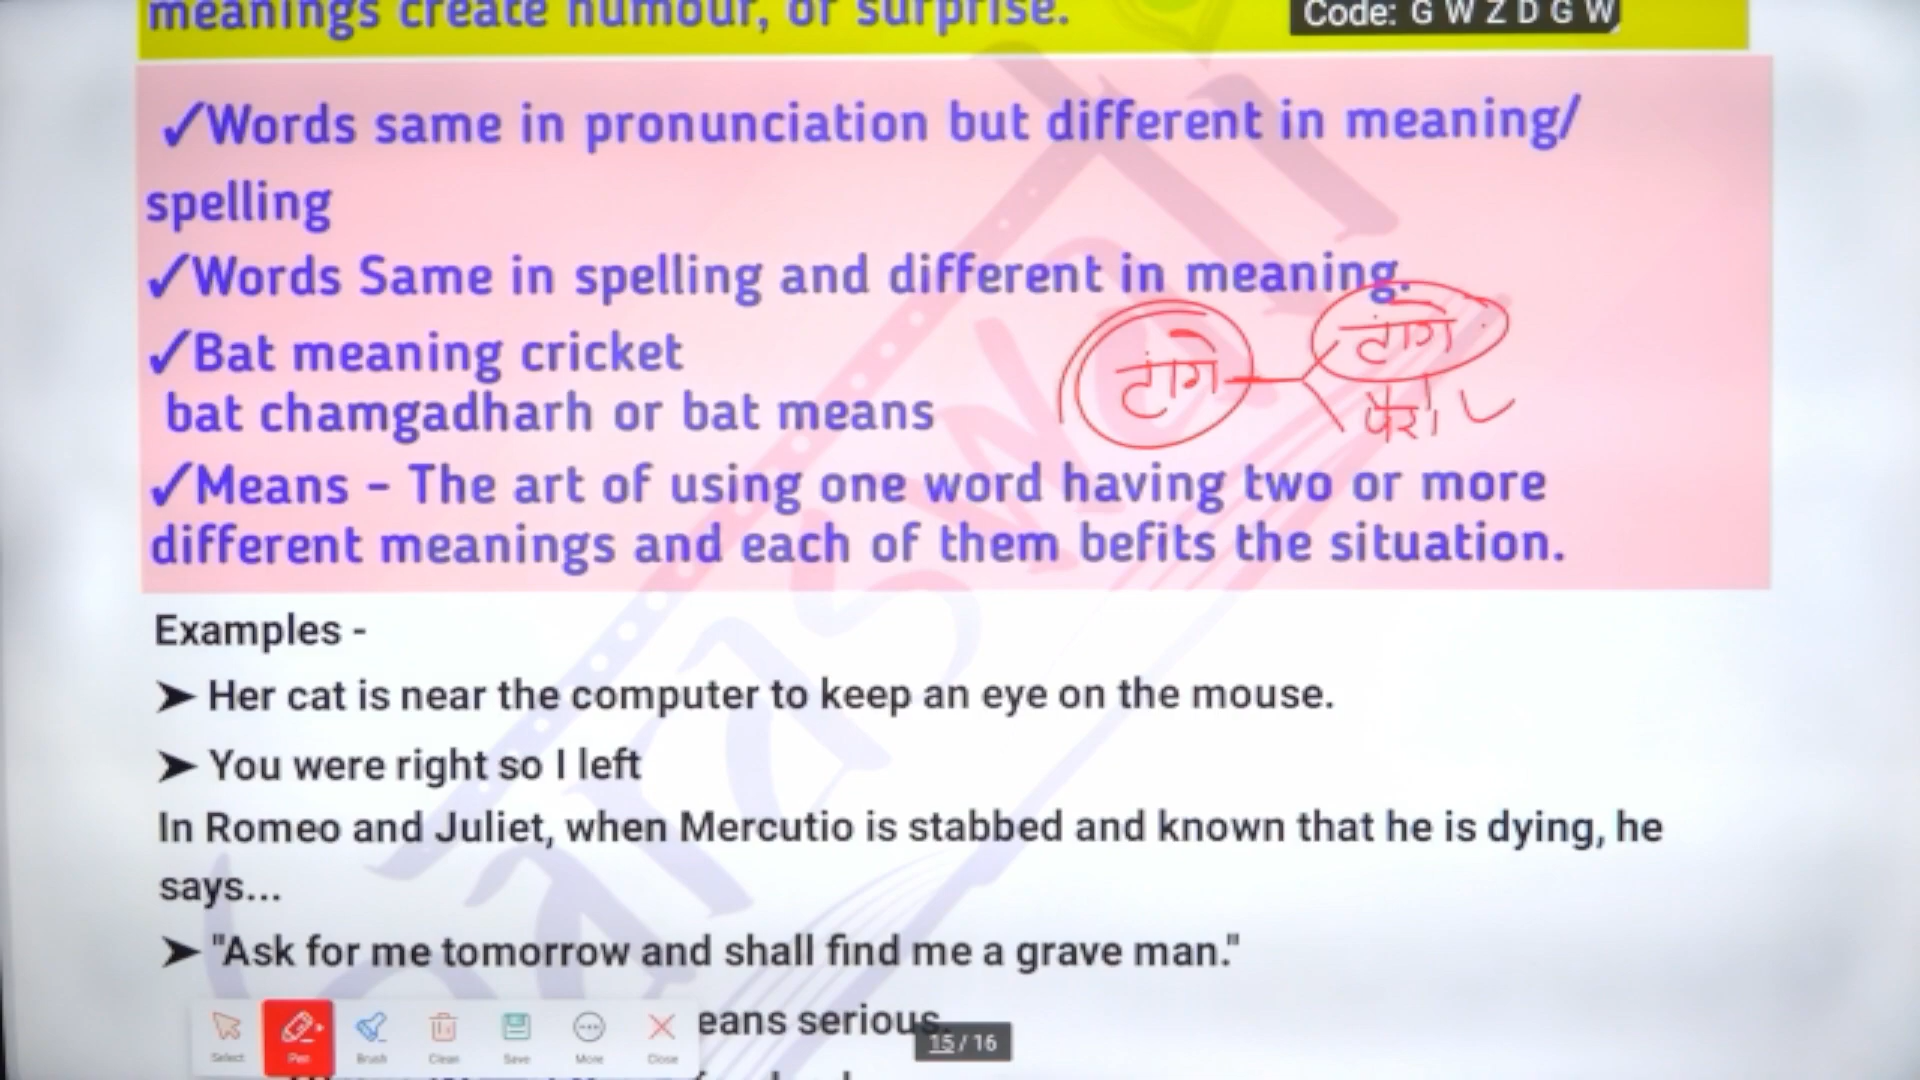 meanings create humour, or surprise.
Code: G W Z D G W
✓Words same in pronunciation but different in meaning/
spelling
✓Words Same in spelling and different in meaning.
✓Bat meaning cricket
bat chamgadharh or bat means
टांगे
टांगे
पैरा
✓Means - The art of using one word having two or more
different meanings and each of them befits the situation.
Examples -
➤ Her cat is near the computer to keep an eye on the mouse.
➤ You were right so I left
In Romeo and Juliet, when Mercutio is stabbed and known that he is dying, he
says...
➤ "Ask for me tomorrow and shall find me a grave man."
eans serious.
15 / 16
Select Pen Brush Clean Save More Close